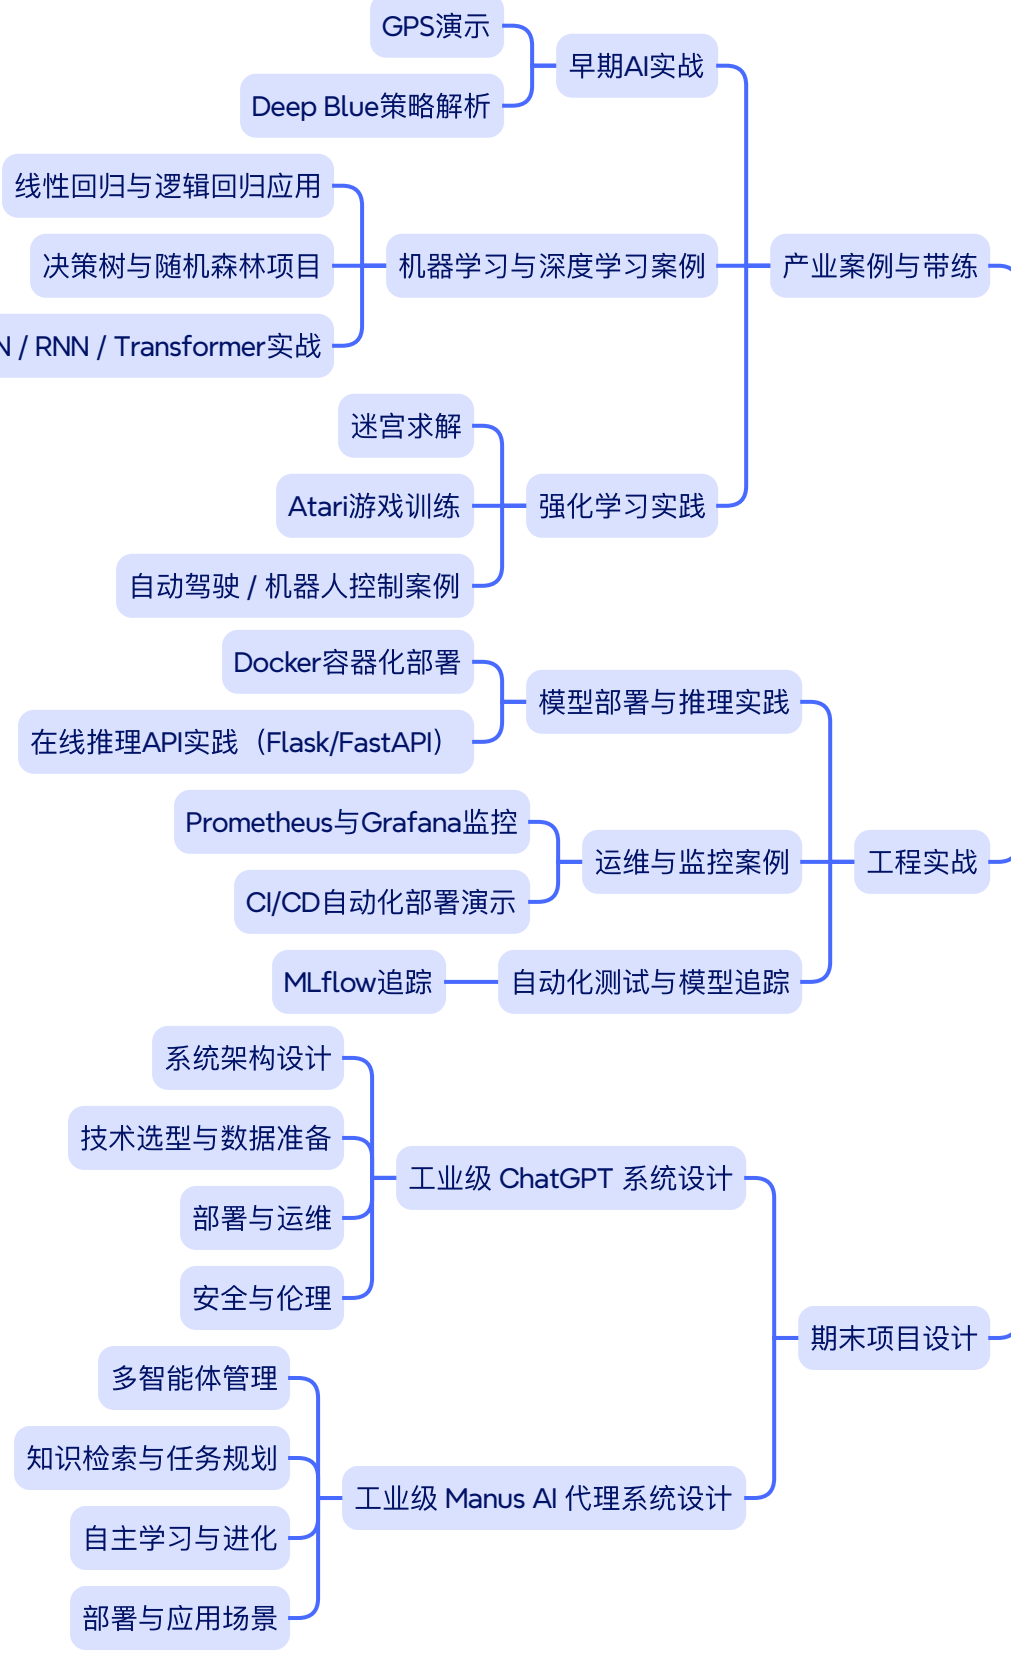 GPS演示
早期AI实战
Deep Blue策略解析
线性回归与逻辑回归应用
决策树与随机森林项目
机器学习与深度学习案例
产业案例与带练
/ RNN / Transformer实战
迷宫求解
Atari游戏训练
强化学习实践
自动驾驶 / 机器人控制案例
Docker容器化部署
模型部署与推理实践
在线推理API实践（Flask/FastAPI）
Prometheus与Grafana监控
运维与监控案例
工程实战
CI/CD自动化部署演示
MLflow追踪
自动化测试与模型追踪
系统架构设计
技术选型与数据准备
工业级 ChatGPT 系统设计
部署与运维
安全与伦理
期末项目设计
多智能体管理
知识检索与任务规划
工业级 Manus AI 代理系统设计
自主学习与进化
部署与应用场景